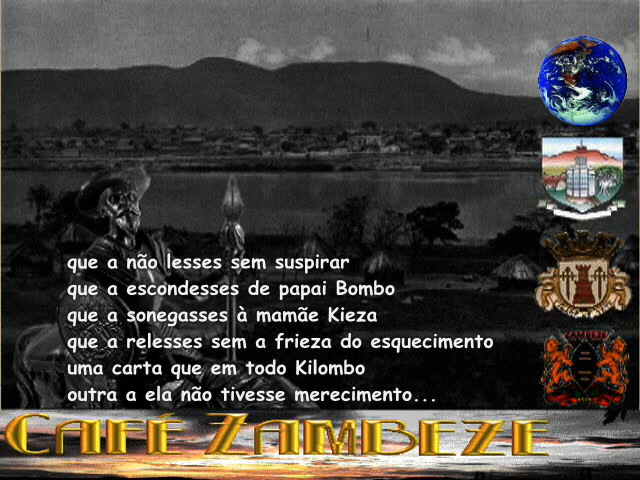 que a não lesses sem suspirar
que a escondesses de papai Bombo
que a sonegasses à mamãe Kieza
que a relesses sem a frieza do esquecimento
uma carta que em todo Kilombo
outra a ela não tivesse merecimento...
ZAMBEZE
CAFÉ ZAMBEZE